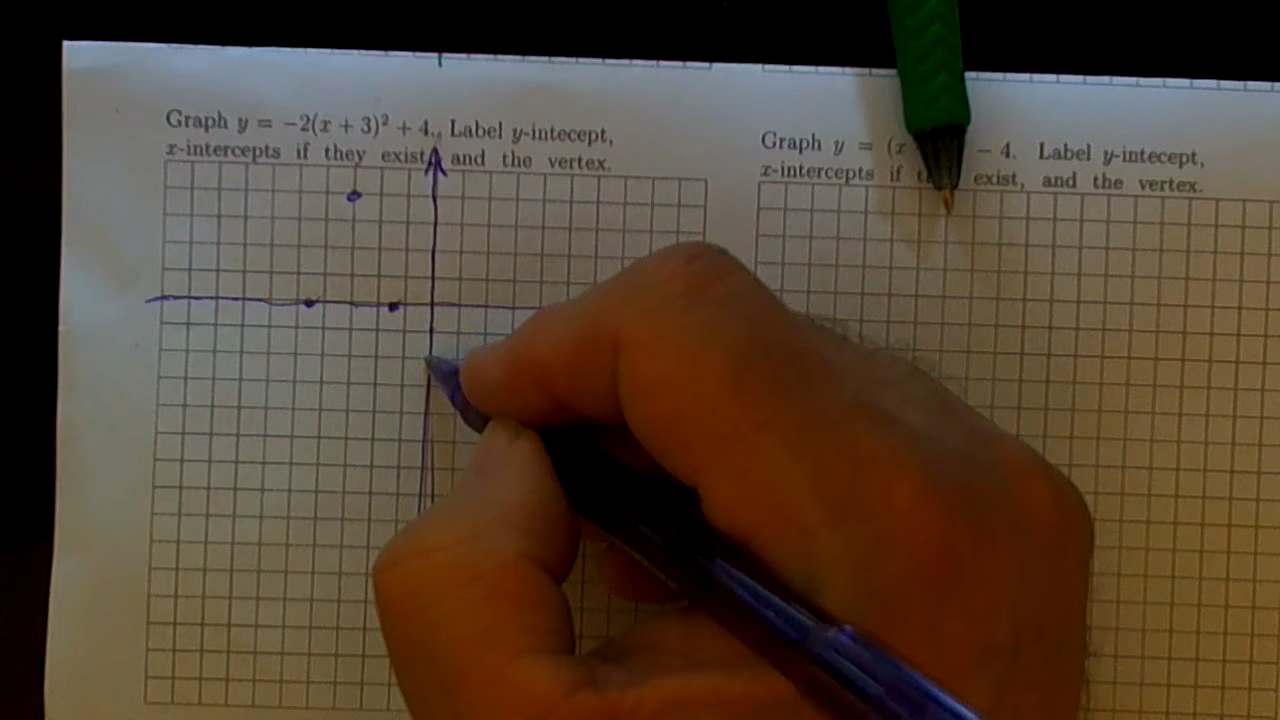 Graph y = −2(x + 3)² + 4. Label y-intecept,
x-intercepts if they exist, and the vertex.
Graph y = (x − 4. Label y-intecept,
x-intercepts if exist, and the vertex.